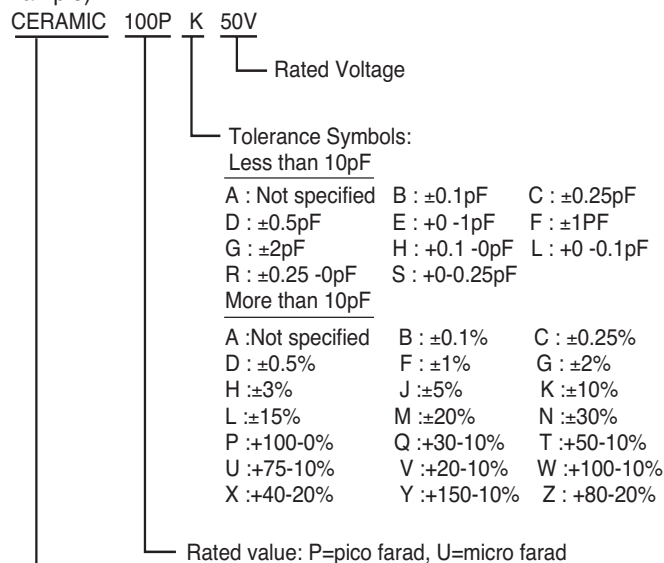 CERAMIC 100P K 50V
Rated Voltage
Tolerance Symbols:
Less than 10pF
A : Not specified B : ±0.1pF C : ±0.25pF
D : ±0.5pF E : +0 -1pF F : ±1PF
G : ±2pF H : +0.1 -0pF L : +0 -0.1pF
R : ±0.25 -0pF S : +0-0.25pF
More than 10pF
A :Not specified B : ±0.1% C : ±0.25%
D : ±0.5% F : ±1% G : ±2%
H :±3% J :±5% K :±10%
L :±15% M :±20% N :±30%
P :+100-0% Q :+30-10% T :+50-10%
U :+75-10% V :+20-10% W :+100-10%
X :+40-20% Y :+150-10% Z : +80-20%
Rated value: P=pico farad, U=micro farad